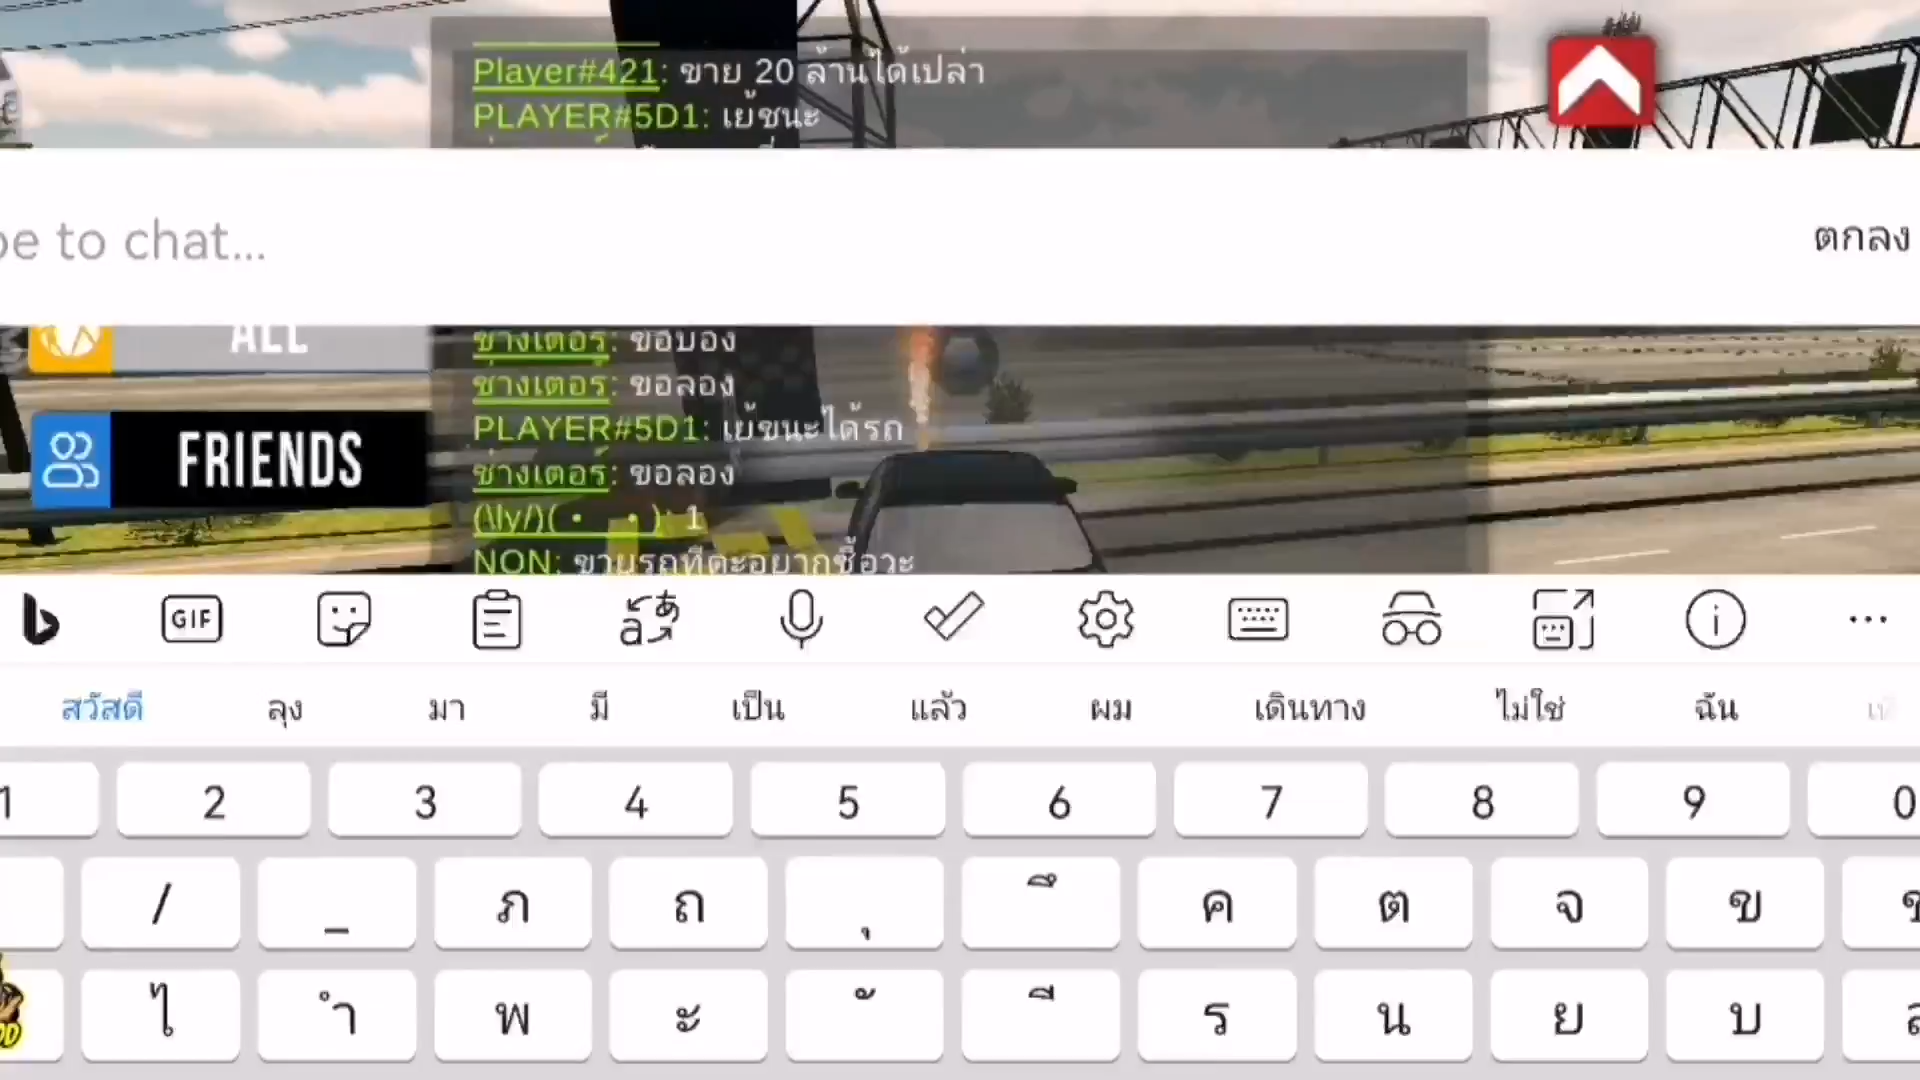 Player#421: ขาย 20 ล้านได้เปล่า
PLAYER#5D1: เย้ชนะ
pe to chat...
ตกลง
ALL
ช่างเตอร์: ขอบอง
ช่างเตอร์: ขอลอง
FRIENDS
PLAYER#5D1: เย้ขนะได้รถ
ช่างเตอร์: ขอลอง
(\ly/)( • • ): 1
NON: ขายรถที่ดะอยากซื้อวะ
GIF
สวัสดี ลุง มา มี เป็น แล้ว ผม เดินทาง ไม่ใช่ ฉัน
1 2 3 4 5 6 7 8 9 0
/ _ ภ ถ ุ ึ ค ต จ ข
ไ ำ พ ะ ั ี ร น ย บ